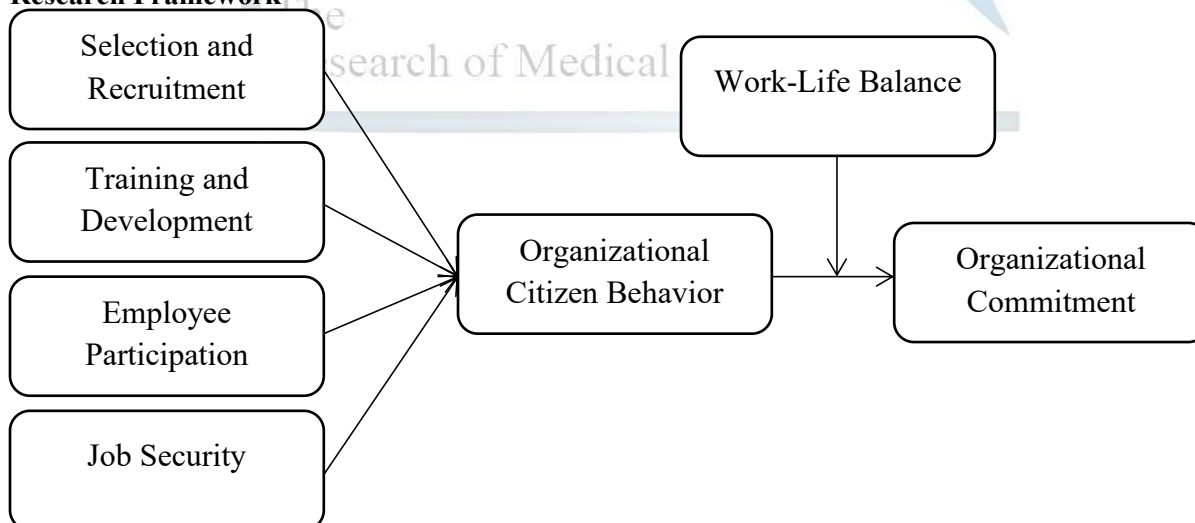 Research Framework
The
search of Medical
Selection and
Recruitment
Work-Life Balance
Training and
Development
Organizational
Citizen Behavior
Organizational
Commitment
Employee
Participation
Job Security